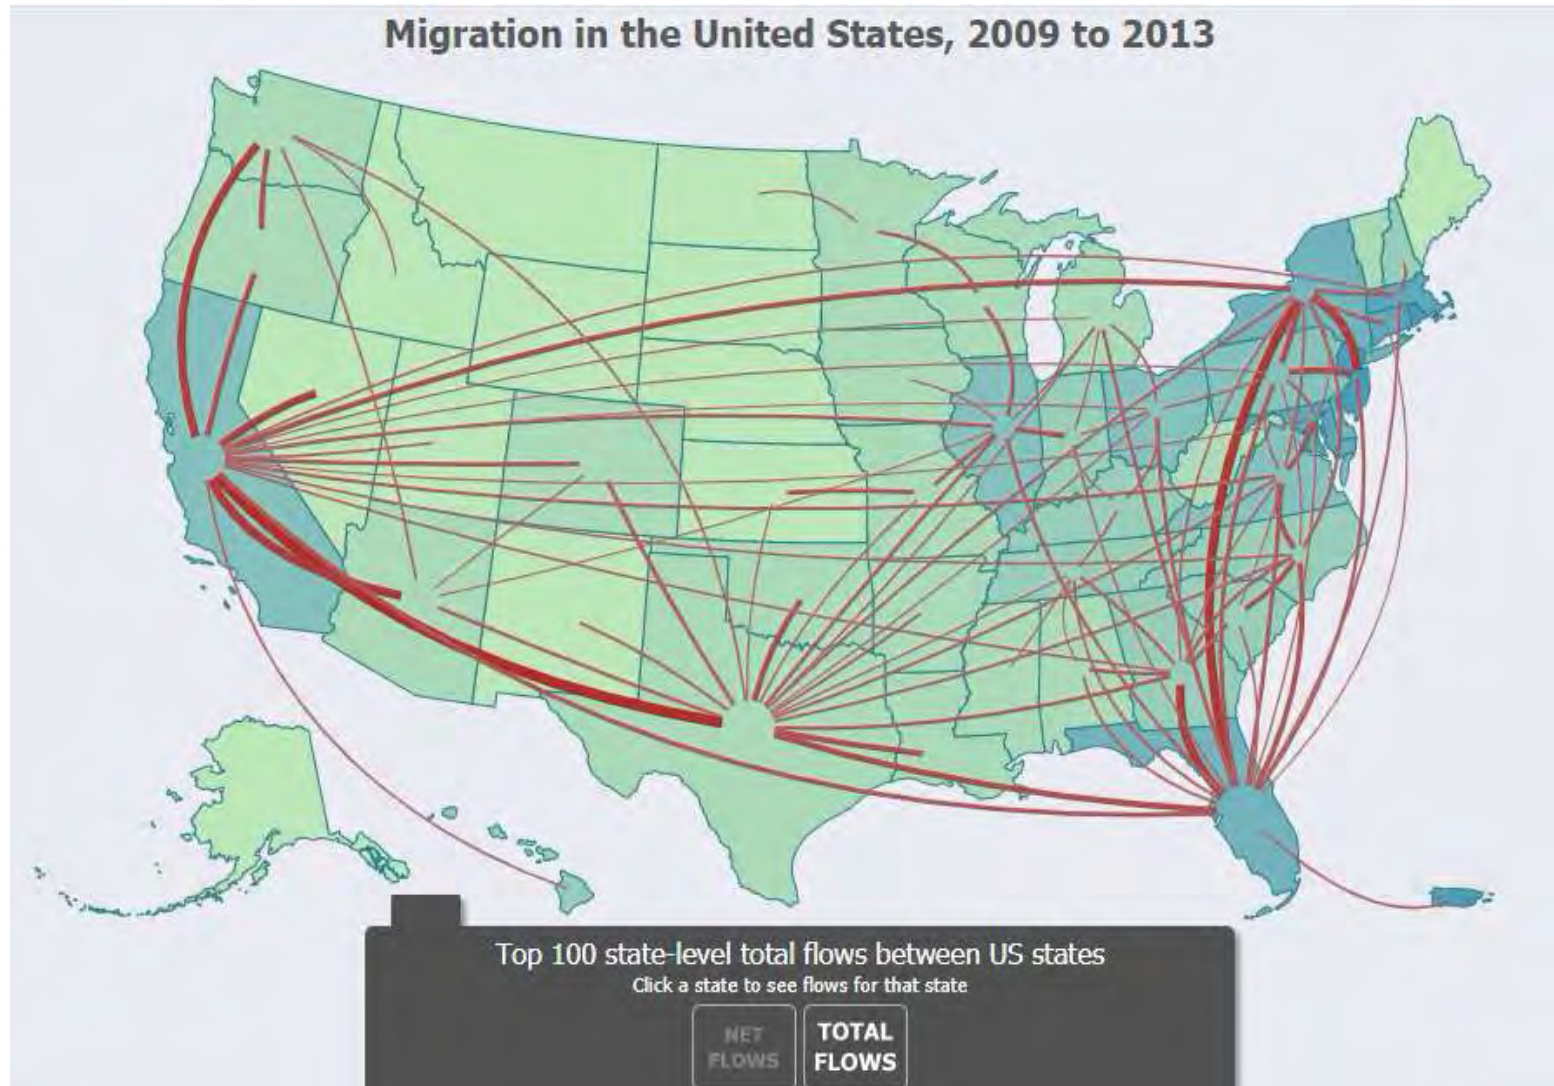 Migration in the United States, 2009 to 2013
Top 100 state-level total flows between US states
Click a state to see flows for that state
NET
FLOWS
TOTAL
FLOWS